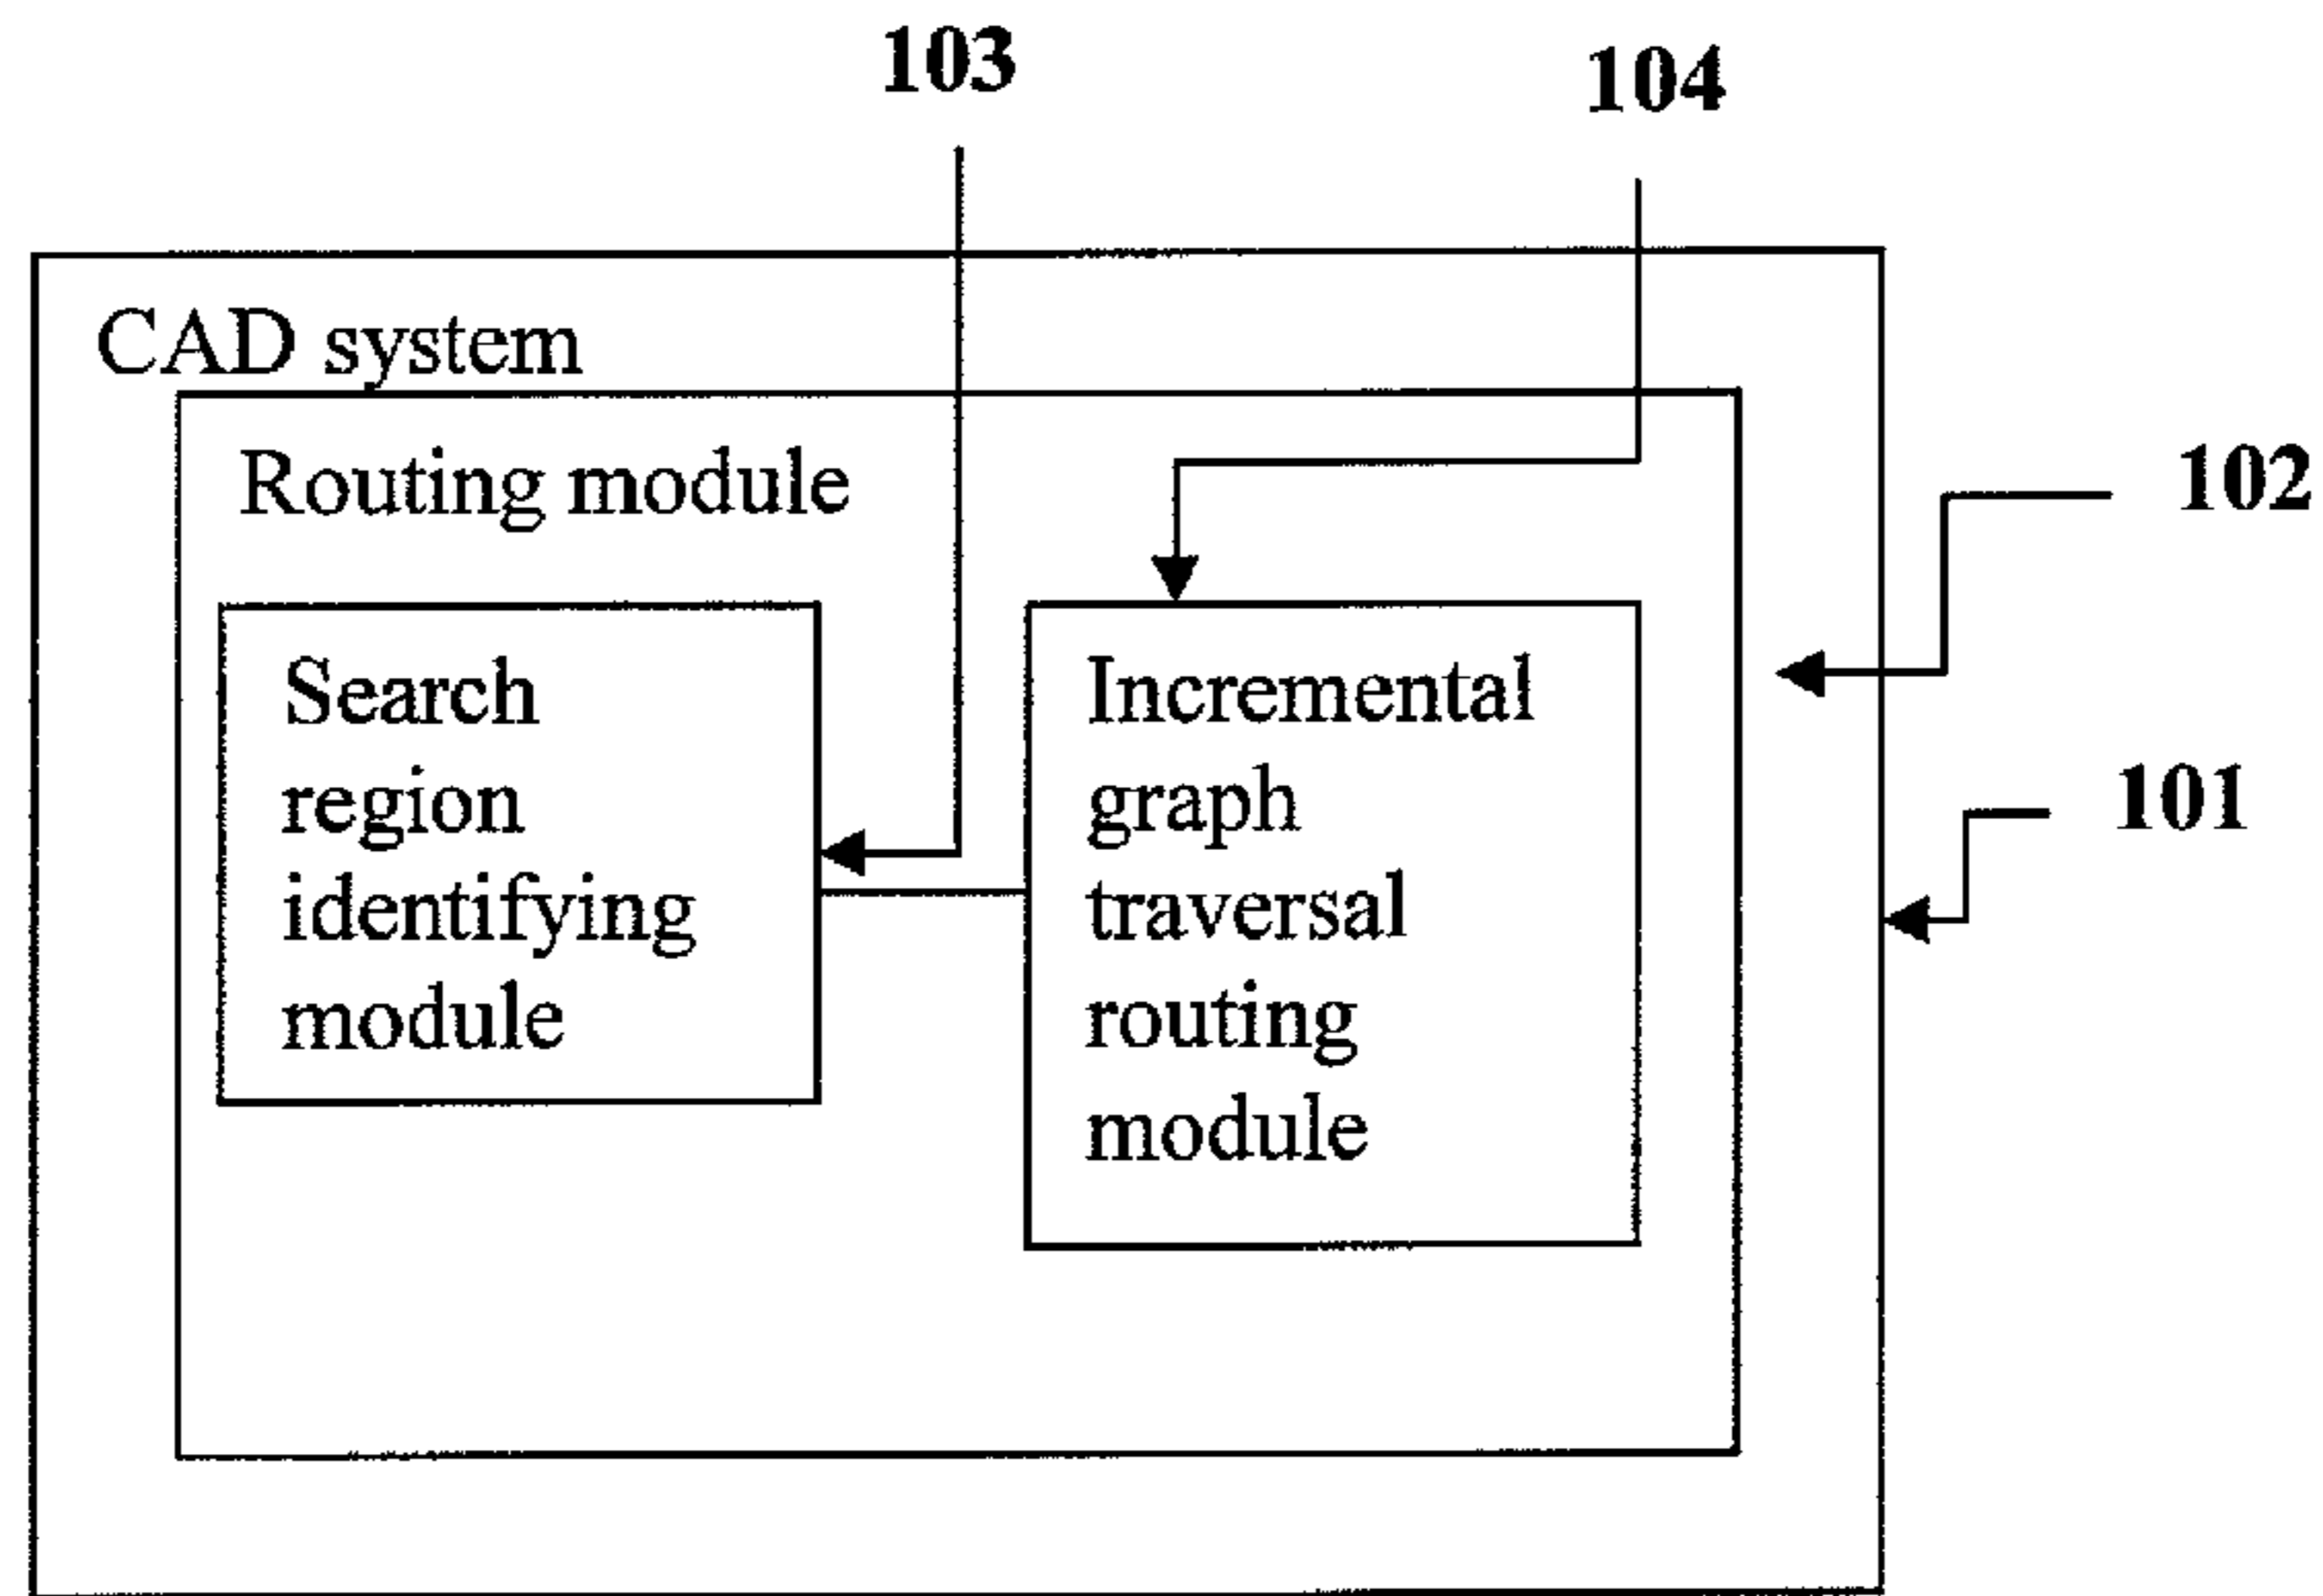 103
104
CAD system
Routing module
102
Search
region
identifying
module
Incremental
graph
traversal
routing
module
101